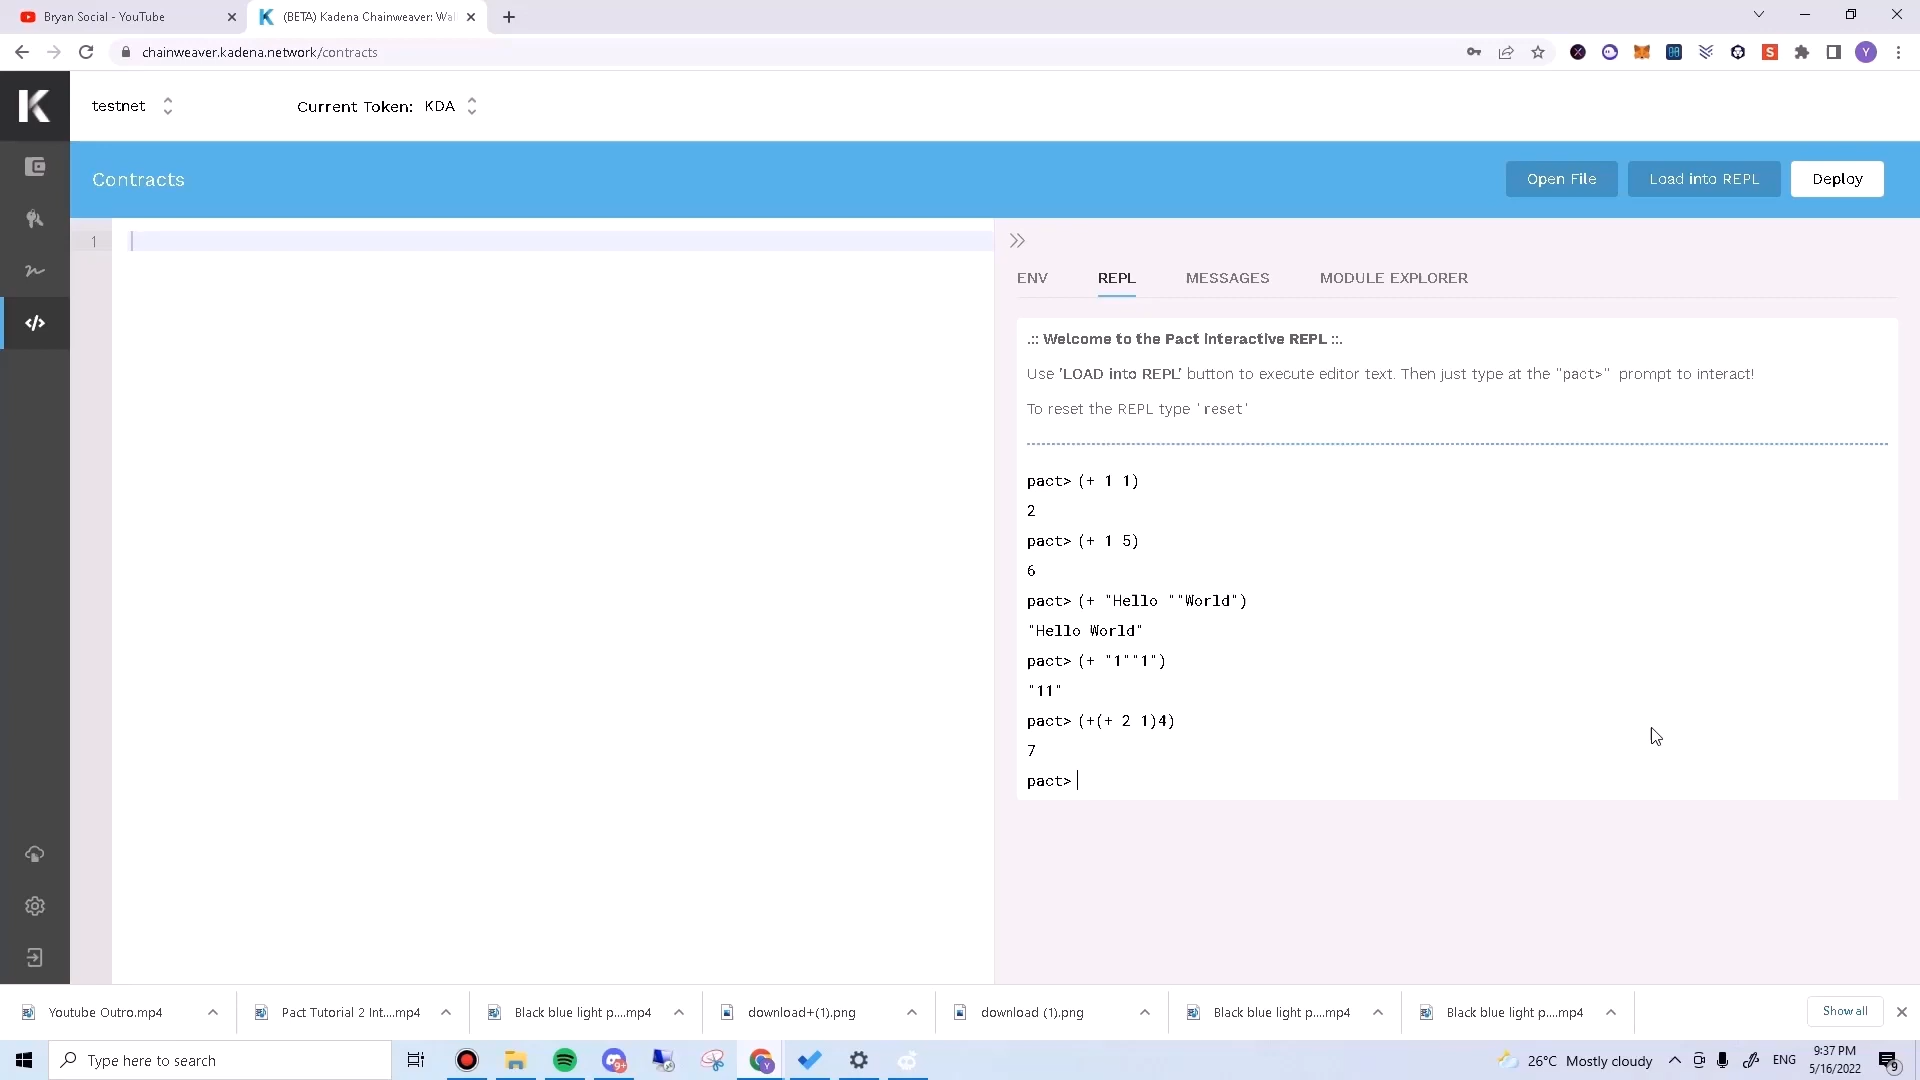 Bryan Social - YouTube
(BETA) Kadena Chainweaver: Wal
chainweaver.kadena.network/contracts
Y
testnet
Current Token: KDA
Contracts
Open File
Load into REPL
Deploy
1
ENV
REPL
MESSAGES
MODULE EXPLORER
.:: Welcome to the Pact interactive REPL ::.
Use 'LOAD into REPL' button to execute editor text. Then just type at the "pact>" prompt to interact!
To reset the REPL type 'reset'
pact> (+ 1 1)
2
pact> (+ 1 5)
6
pact> (+ "Hello ""World")
"Hello World"
pact> (+ "1""1")
"11"
pact> (+(+ 2 1)4)
7
pact>
Youtube Outro.mp4
Pact Tutorial 2 Int....mp4
Black blue light p....mp4
download+(1).png
download (1).png
Black blue light p....mp4
Black blue light p....mp4
Show all
Type here to search
9+
Y
26°C Mostly cloudy
ENG
9:37 PM
5/16/2022
9